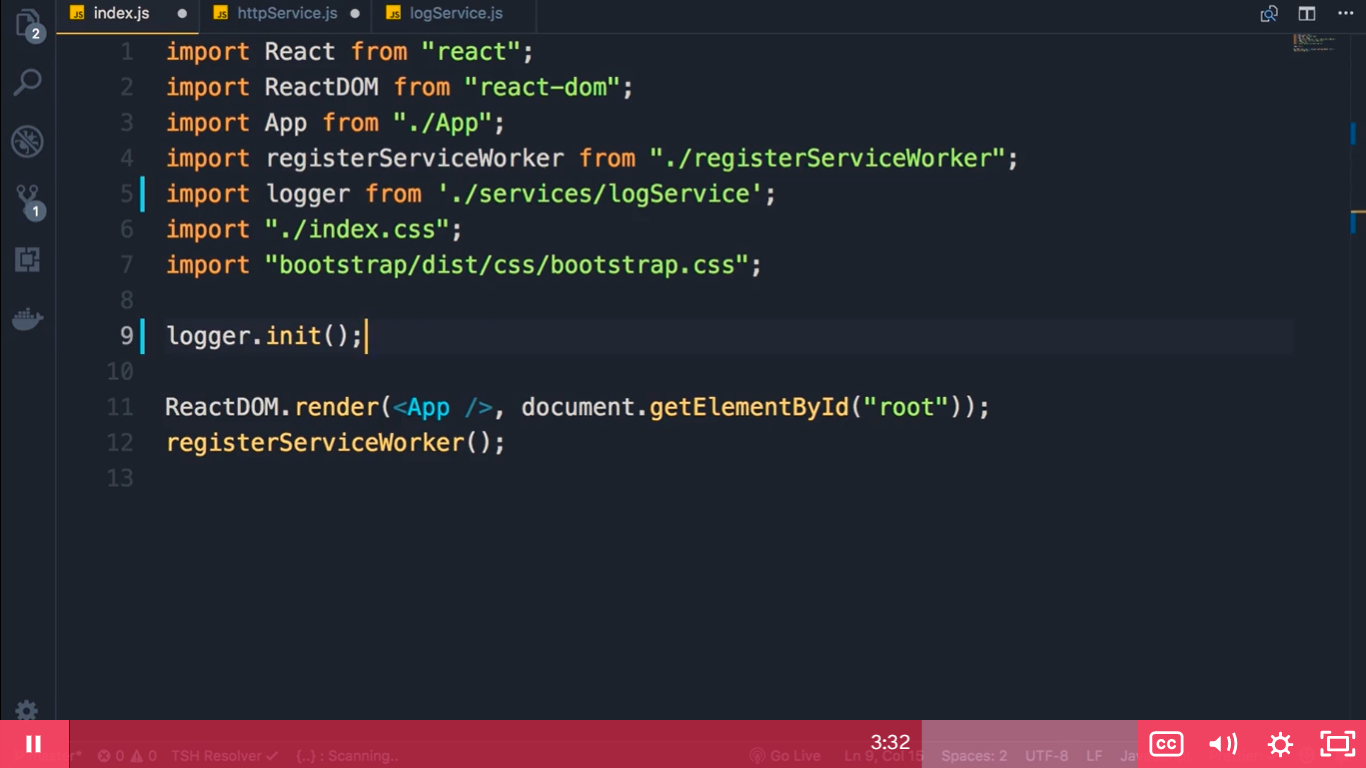 index.js httpService.js logService.js
2
1
1 import React from "react";
2 import ReactDOM from "react-dom";
3 import App from "./App";
4 import registerServiceWorker from "./registerServiceWorker";
5 import logger from './services/logService';
6 import "./index.css";
7 import "bootstrap/dist/css/bootstrap.css";
8
9 logger.init();
10
11 ReactDOM.render(<App />, document.getElementById("root"));
12 registerServiceWorker();
13
3:32
CC
0 0 TSH Resolver ✓ {..} : Scanning.. Go Live Ln 9, Col 15 Spaces: 2 UTF-8 LF